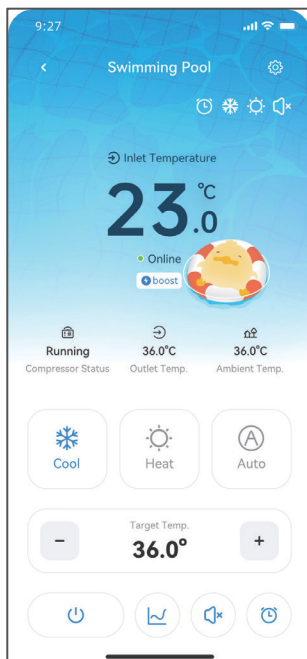 9:27
Swimming Pool
Inlet Temperature
23.0 °C
Online
boost
Running 36.0°C 36.0°C
Compressor Status Outlet Temp. Ambient Temp.
Cool Heat A Auto
Target Temp.
− 36.0° +